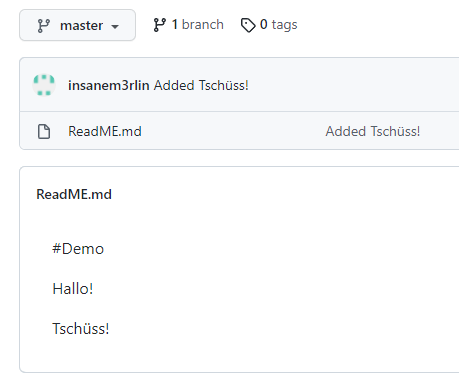 master 1 branch 0 tags
insanem3rlin Added Tschüss!
ReadME.md Added Tschüss!
ReadME.md
#Demo
Hallo!
Tschüss!